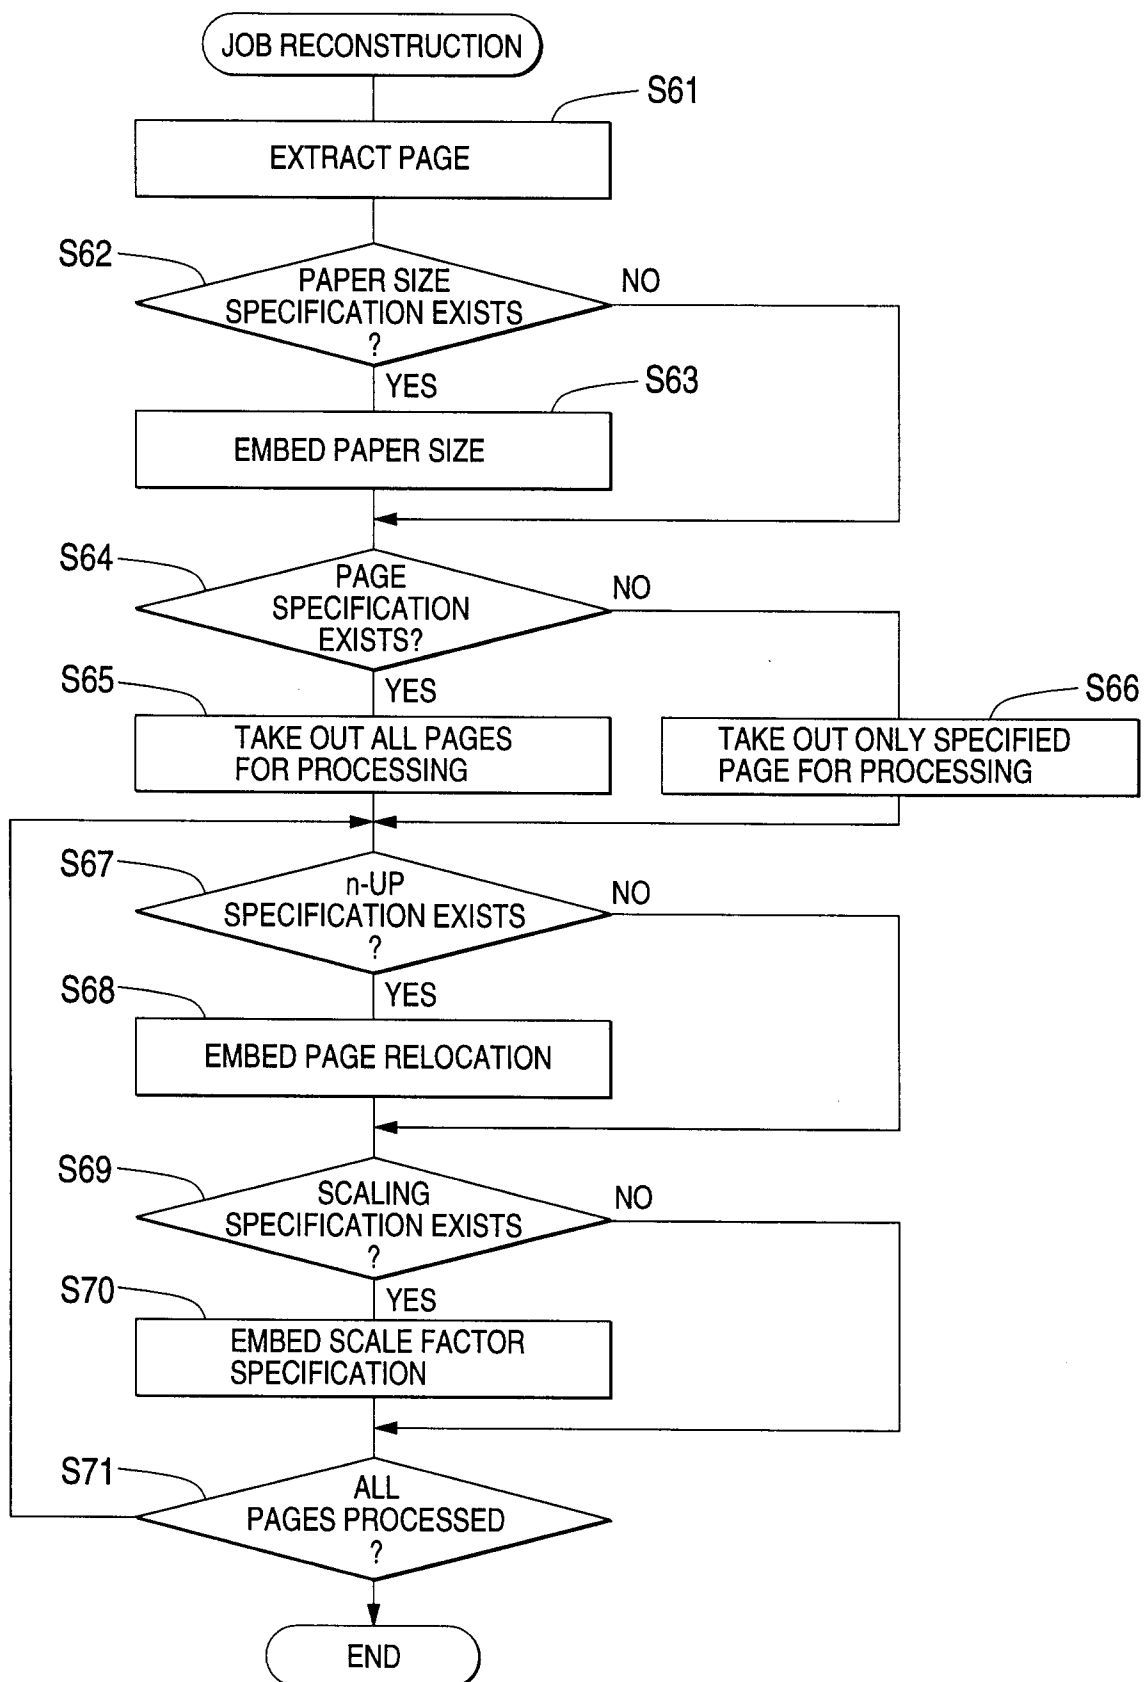 JOB RECONSTRUCTION
S61
EXTRACT PAGE
S62
PAPER SIZE
SPECIFICATION EXISTS
?
NO
YES
S63
EMBED PAPER SIZE
S64
PAGE
SPECIFICATION
EXISTS?
NO
YES
S65
TAKE OUT ALL PAGES
FOR PROCESSING
S66
TAKE OUT ONLY SPECIFIED
PAGE FOR PROCESSING
S67
n-UP
SPECIFICATION EXISTS
?
NO
YES
S68
EMBED PAGE RELOCATION
S69
SCALING
SPECIFICATION EXISTS
?
NO
YES
S70
EMBED SCALE FACTOR
SPECIFICATION
S71
ALL
PAGES PROCESSED
?
END